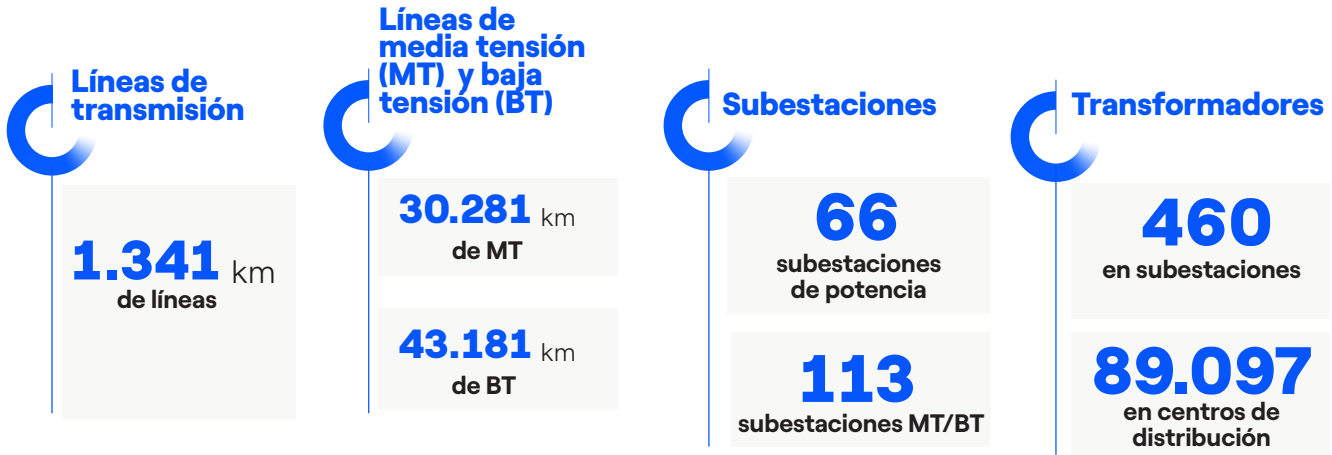 Líneas de
transmisión
1.341 km
de líneas
Líneas de
media tensión
(MT) y baja
tensión (BT)
30.281 km
de MT
43.181 km
de BT
Subestaciones
66
subestaciones
de potencia
113
subestaciones MT/BT
Transformadores
460
en subestaciones
89.097
en centros de
distribución